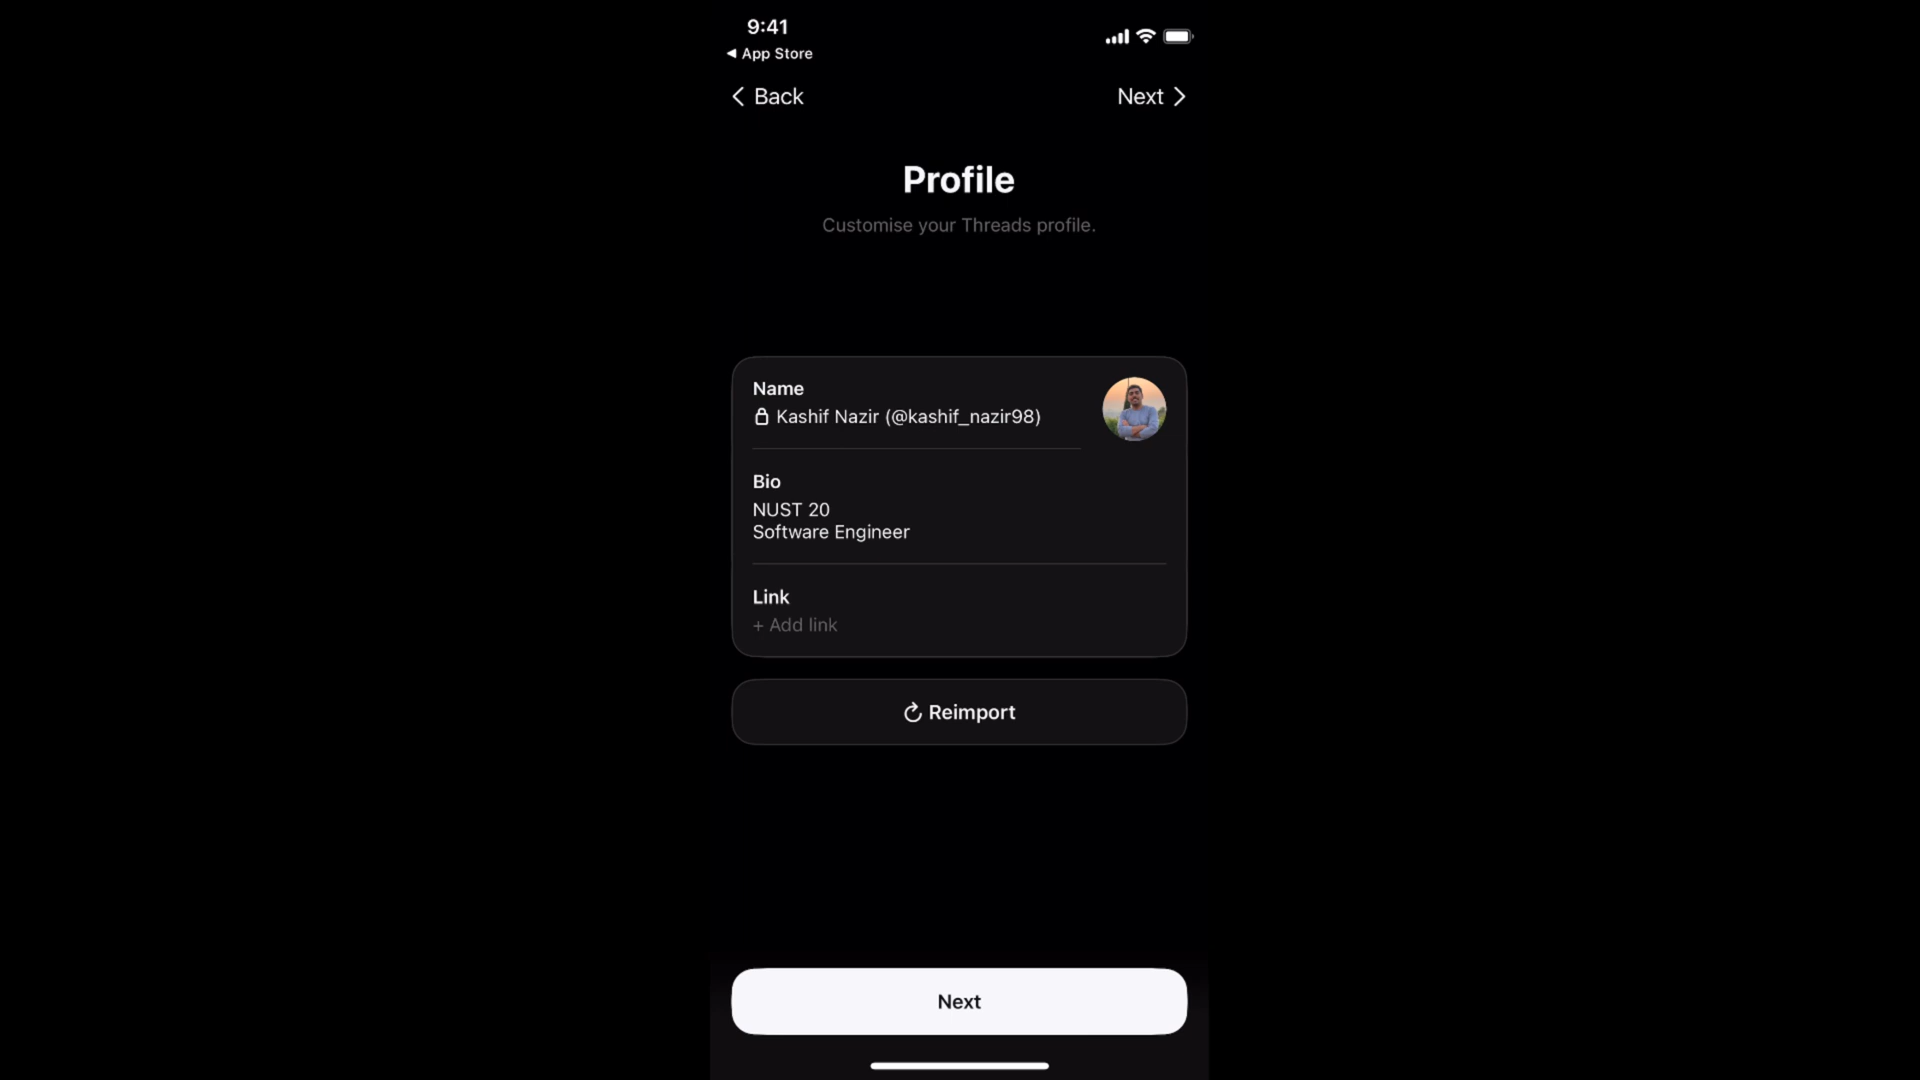 9:41
◀ App Store
Back
Next
Profile
Customise your Threads profile.
Name
Kashif Nazir (@kashif_nazir98)
Bio
NUST 20
Software Engineer
Link
+ Add link
Reimport
Next